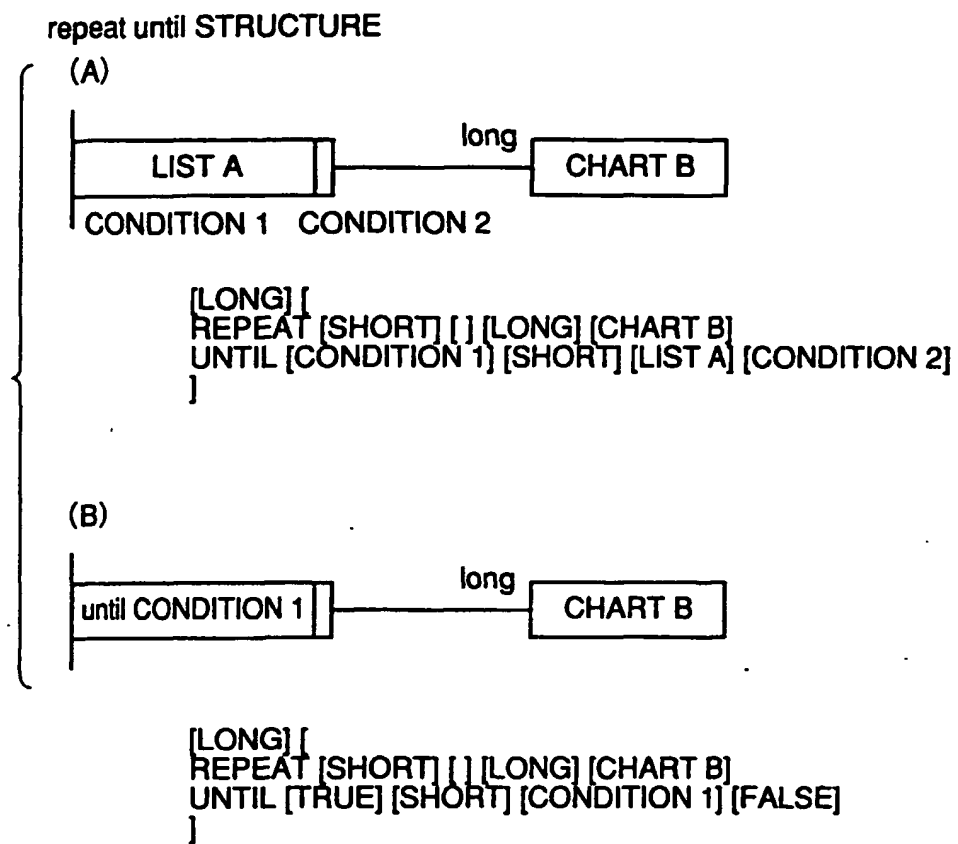 repeat until STRUCTURE
(A)
long
LIST A
CHART B
CONDITION 1 CONDITION 2
[LONG] [
REPEAT [SHORT] [ ] [LONG] [CHART B]
UNTIL [CONDITION 1] [SHORT] [LIST A] [CONDITION 2]
]
(B)
long
until CONDITION 1
CHART B
[LONG] [
REPEAT [SHORT] [ ] [LONG] [CHART B]
UNTIL [TRUE] [SHORT] [CONDITION 1] [FALSE]
]